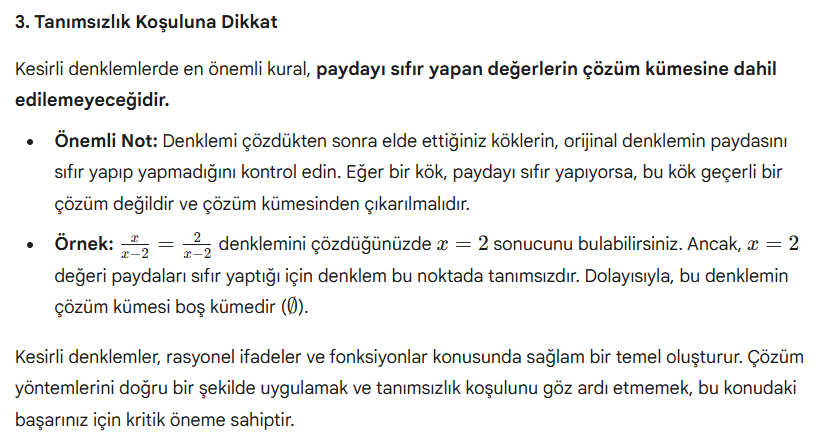 3. Tanımsızlık Koşuluna Dikkat
Kesirli denklemlerde en önemli kural, paydayı sıfır yapan değerlerin çözüm kümesine dahil
edilemeyeceğidir.
• Önemli Not: Denklemi çözdükten sonra elde ettiğiniz köklerin, orijinal denklemin paydasını
sıfır yapıp yapmadığını kontrol edin. Eğer bir kök, paydayı sıfır yapıyorsa, bu kök geçerli bir
çözüm değildir ve çözüm kümesinden çıkarılmalıdır.
• Örnek: $\frac{x}{x-2} = \frac{2}{x-2}$ denklemini çözdüğünüzde $x = 2$ sonucunu bulabilirsiniz. Ancak, $x = 2$
değeri paydaları sıfır yaptığı için denklem bu noktada tanımsızdır. Dolayısıyla, bu denklemin
çözüm kümesi boş kümedir (∅).
Kesirli denklemler, rasyonel ifadeler ve fonksiyonlar konusunda sağlam bir temel oluşturur. Çözüm
yöntemlerini doğru bir şekilde uygulamak ve tanımsızlık koşulunu göz ardı etmemek, bu konudaki
başarınız için kritik öneme sahiptir.